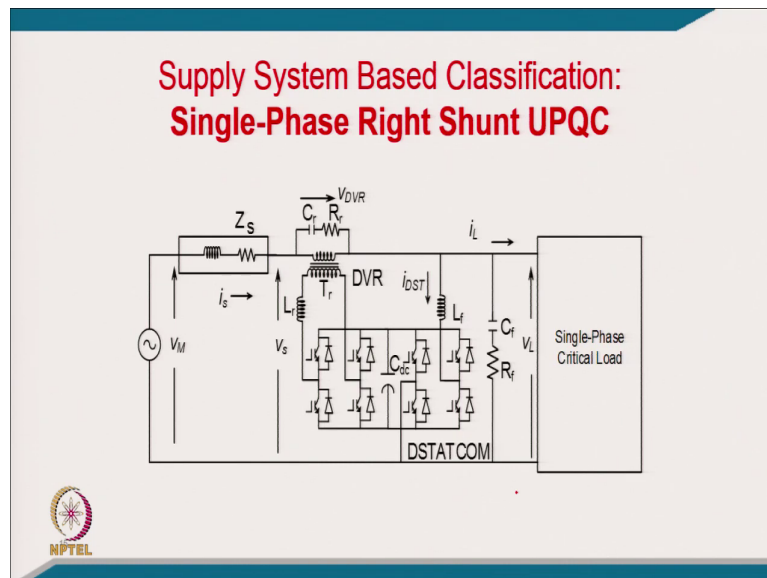 Supply System Based Classification:
Single-Phase Right Shunt UPQC
V_DVR
C_r R_r
Z_S
i_L
i_s
T_r
DVR
i_DST
L_r
L_f
C_f
V_M
V_s
V_L
C_dc
R_f
Single-Phase
Critical Load
DSTATCOM
NPTEL